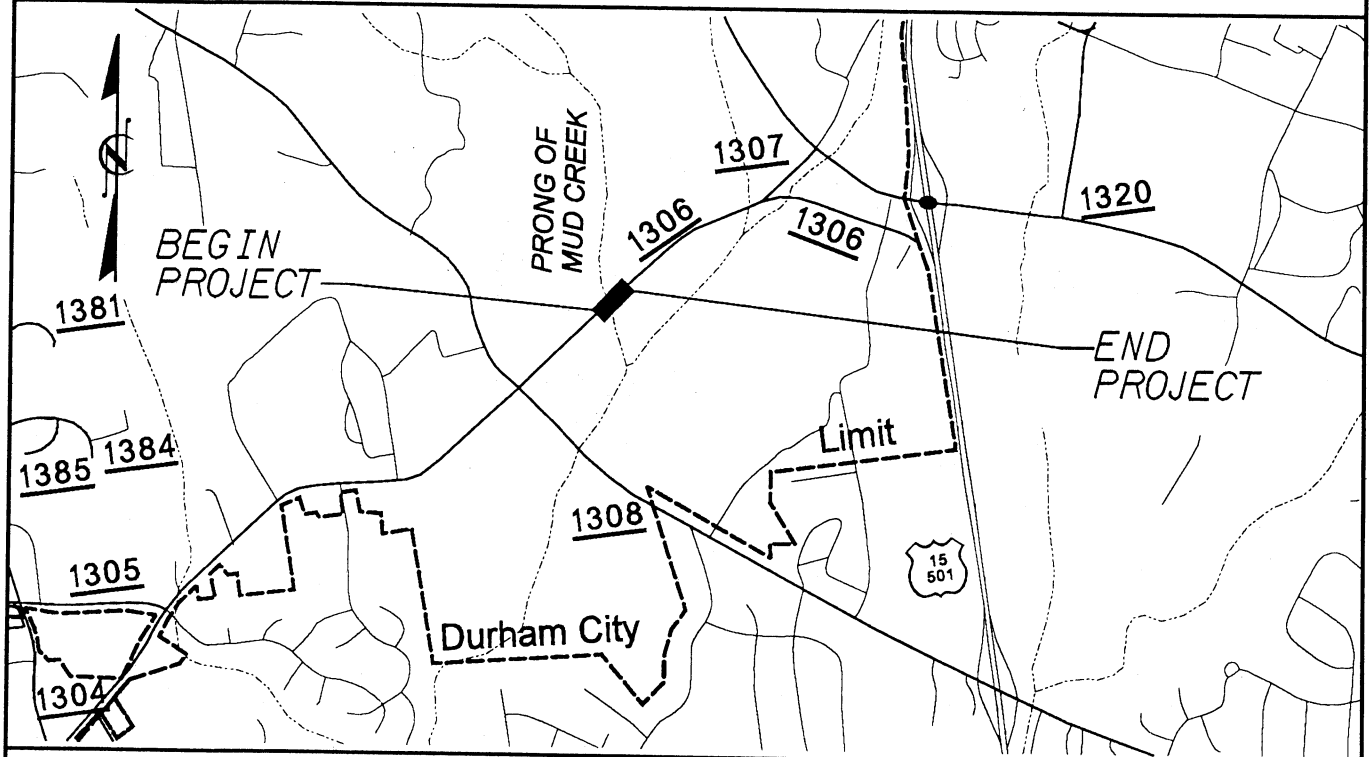 PRONG OF
MUD CREEK
1307
1306
1306
1320
BEGIN
PROJECT
N
1381
END
PROJECT
Limit
1385
1384
1308
15
501
1305
Durham City
1304